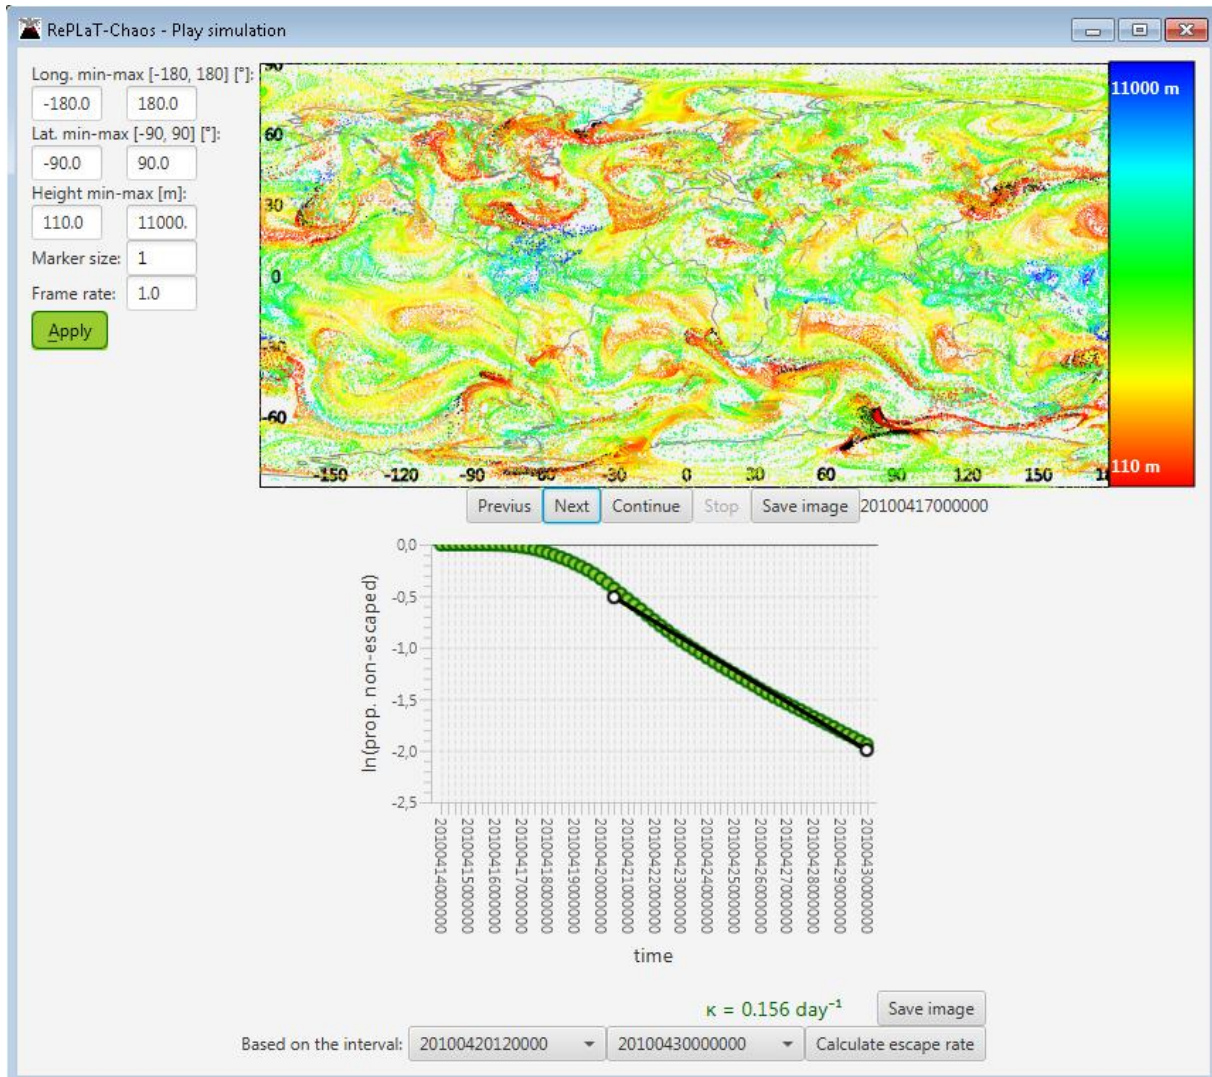 RePLaT-Chaos - Play simulation
Long. min-max [-180, 180] [°]:
-180.0 180.0
Lat. min-max [-90, 90] [°]:
-90.0 90.0
Height min-max [m]:
110.0 11000.
Marker size: 1
Frame rate: 1.0
Apply
90
60
30
0
-30
-60
-150 -120 -90 -60 -30 0 30 60 90 120 150 18
11000 m
110 m
Previus Next Continue Stop Save image 20100417000000
ln(prop. non-escaped)
0,0
-0,5
-1,0
-1,5
-2,0
-2,5
20100414000000
20100415000000
20100416000000
20100417000000
20100418000000
20100419000000
20100420000000
20100421000000
20100422000000
20100423000000
20100424000000
20100425000000
20100426000000
20100427000000
20100428000000
20100429000000
20100430000000
time
κ = 0.156 day⁻¹ Save image
Based on the interval: 20100420120000 20100430000000 Calculate escape rate